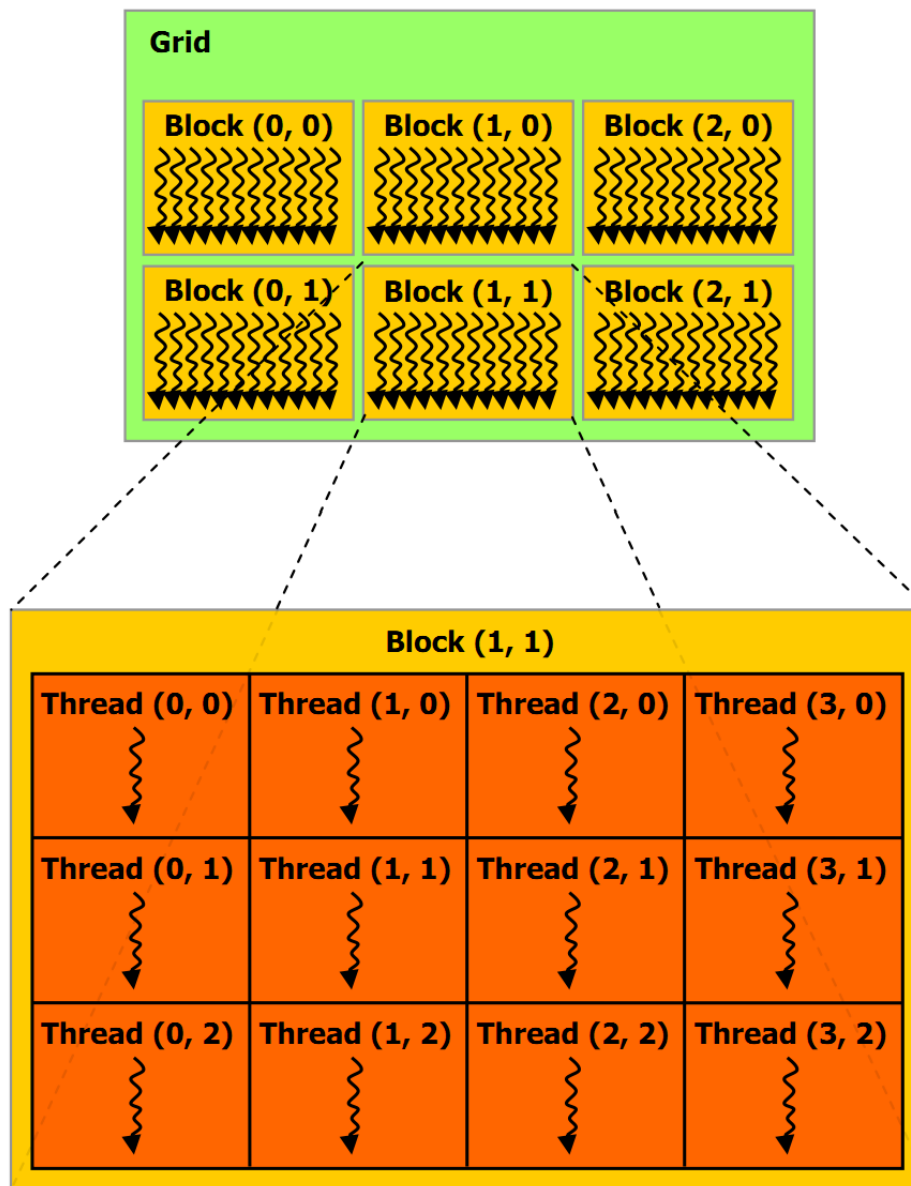 Grid
Block (0, 0) Block (1, 0) Block (2, 0)
Block (0, 1) Block (1, 1) Block (2, 1)
Block (1, 1)
Thread (0, 0) Thread (1, 0) Thread (2, 0) Thread (3, 0)
Thread (0, 1) Thread (1, 1) Thread (2, 1) Thread (3, 1)
Thread (0, 2) Thread (1, 2) Thread (2, 2) Thread (3, 2)